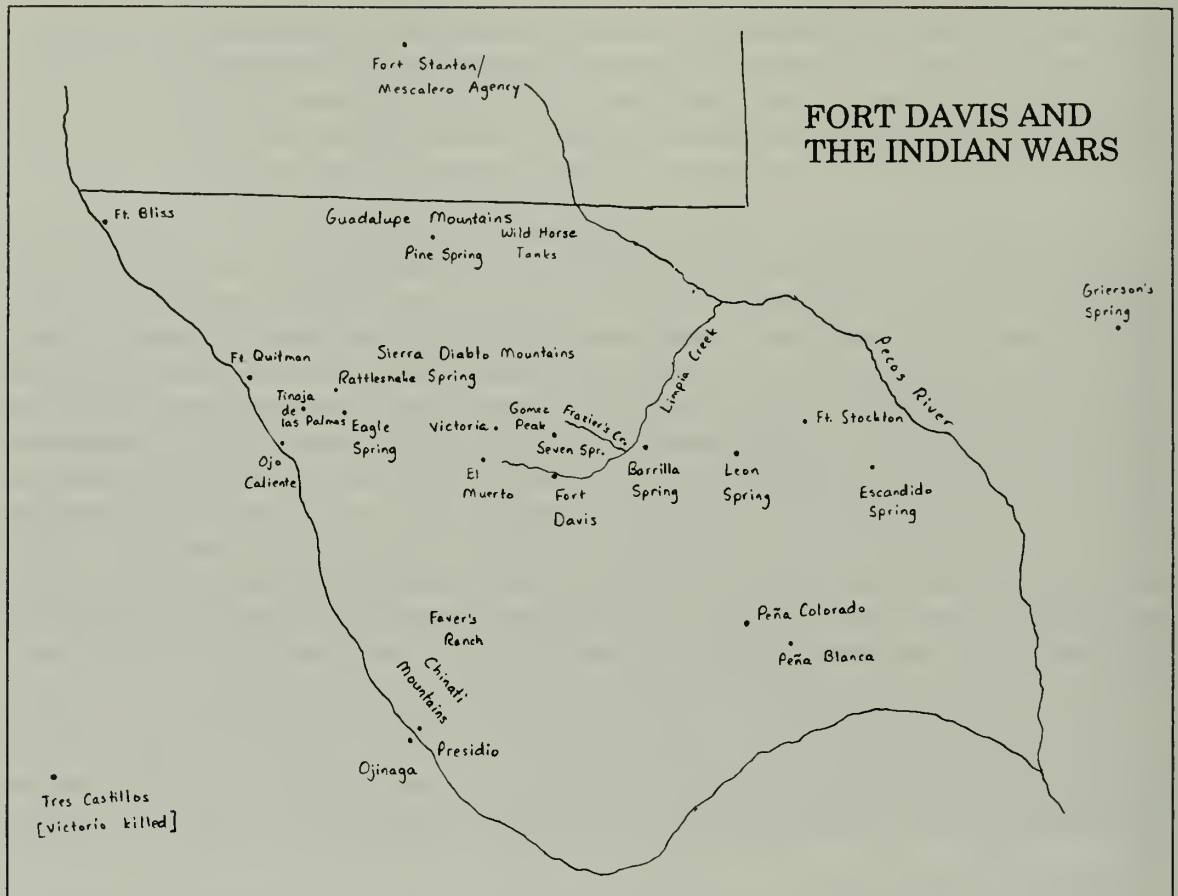 FORT DAVIS AND
THE INDIAN WARS
Fort Stanton/
Mescalero Agency
Ft. Bliss
Guadalupe Mountains
Pine Spring
Wild Horse
Tanks
Grierson's
Spring
Pecos River
Limpia Creek
Ft. Quitman
Sierra Diablo Mountains
Rattlesnake Spring
Tinaja
de
las Palmas
Eagle
Spring
Victoria
Gomez
Peak
Frazier's Cr.
Seven Spr.
Ft. Stockton
Ojo
Caliente
El
Muerto
Fort
Davis
Barrilla
Spring
Leon
Spring
Escandido
Spring
Faver's
Ranch
Peña Colorado
Peña Blanca
Chinati
Mountains
Presidio
Ojinaga
Tres Castillos
[Victorio killed]